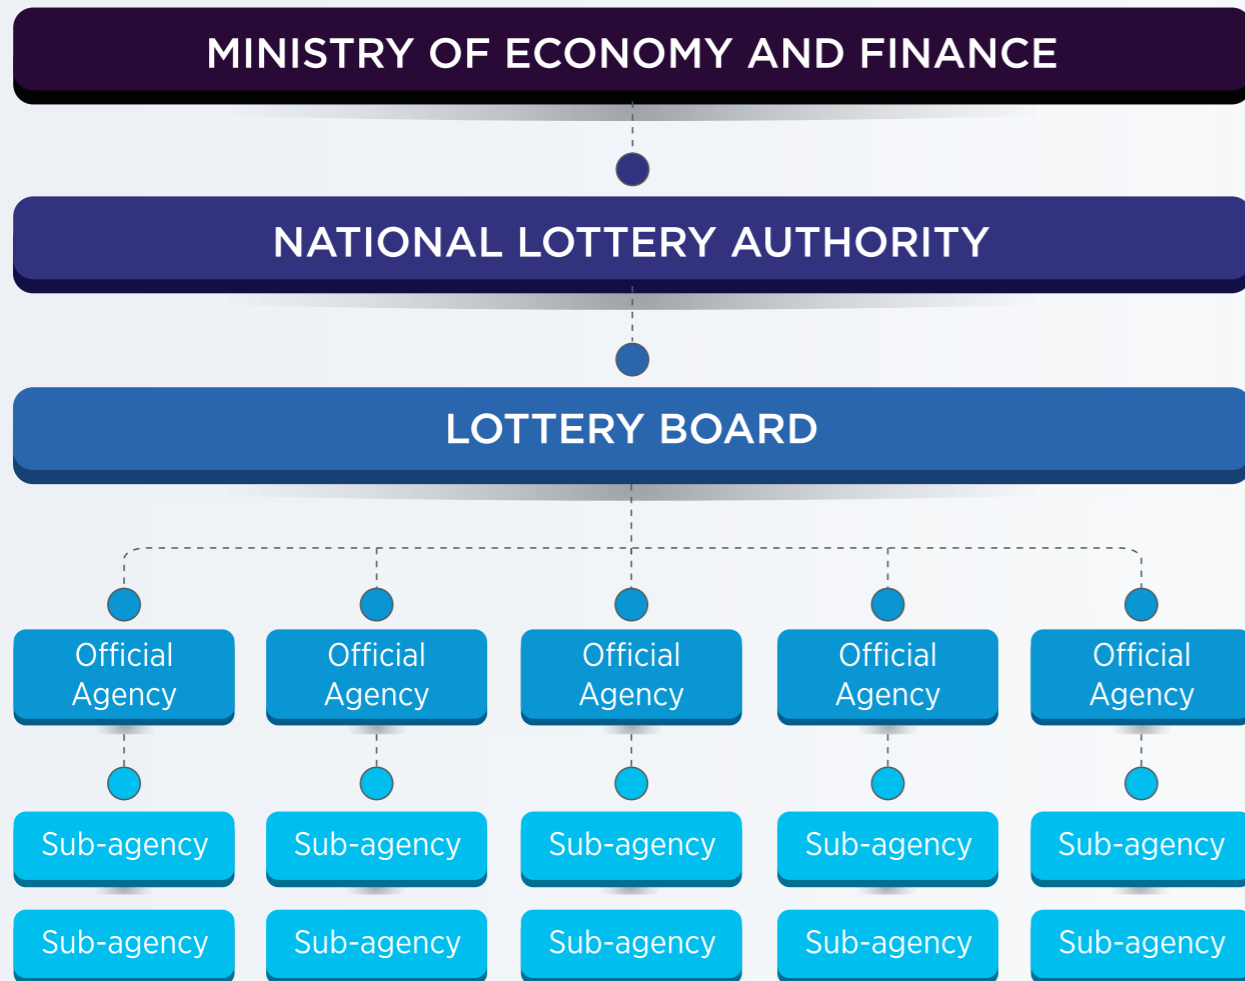 MINISTRY OF ECONOMY AND FINANCE
NATIONAL LOTTERY AUTHORITY
LOTTERY BOARD
Official
Agency
Official
Agency
Official
Agency
Official
Agency
Official
Agency
Sub-agency
Sub-agency
Sub-agency
Sub-agency
Sub-agency
Sub-agency
Sub-agency
Sub-agency
Sub-agency
Sub-agency